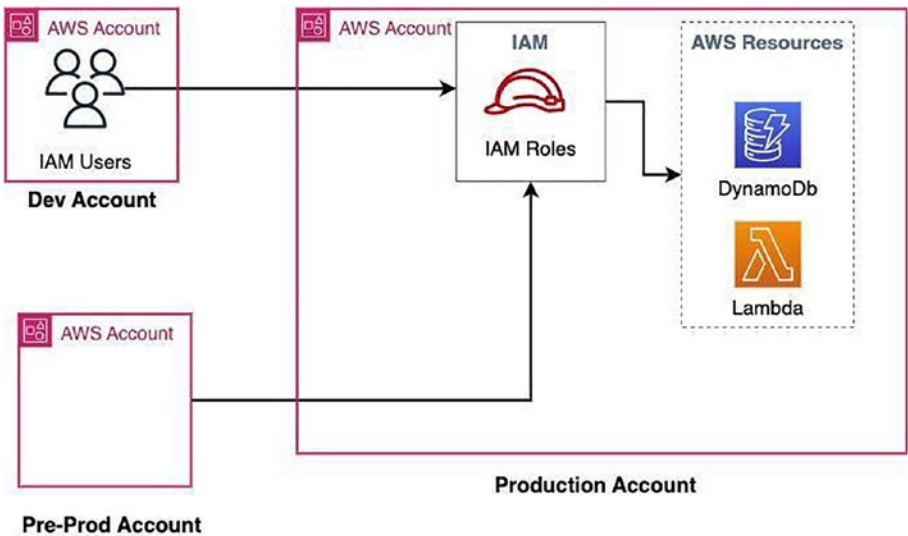 AWS Account
IAM Users
Dev Account
AWS Account
IAM
IAM Roles
AWS Resources
DynamoDb
Lambda
AWS Account
Production Account
Pre-Prod Account